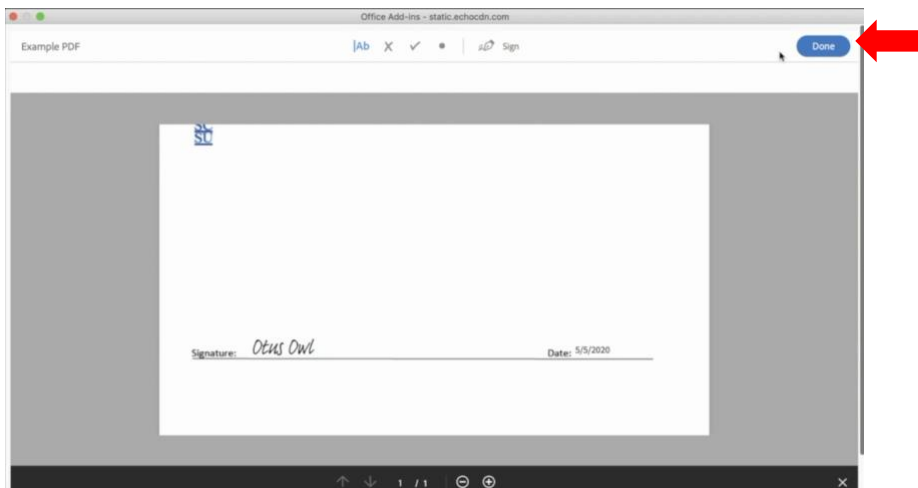 Office Add-ins - static.echocdn.com
Example PDF
Ab
Sign
Done
SU
Signature: Otus Owl
Date: 5/5/2020
1 / 1